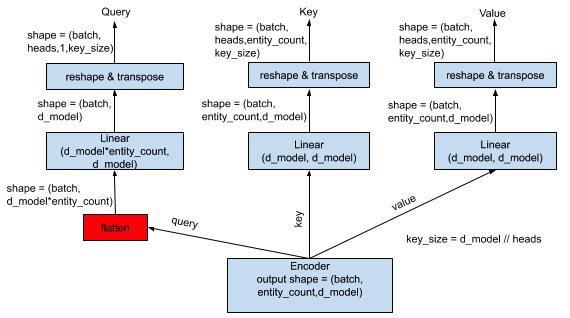 Query
Key
Value
shape = (batch,
heads,1,key_size)
shape = (batch,
heads,entity_count,
key_size)
shape = (batch,
heads,entity_count,
key_size)
reshape & transpose
reshape & transpose
reshape & transpose
shape = (batch,
d_model)
shape = (batch,
entity_count,d_model)
shape = (batch,
entity_count,d_model)
Linear
(d_model*entity_count,
d_model)
Linear
(d_model, d_model)
Linear
(d_model, d_model)
shape = (batch,
d_model*entity_count)
flatten
query
key
value
key_size = d_model // heads
Encoder
output shape = (batch,
entity_count,d_model)